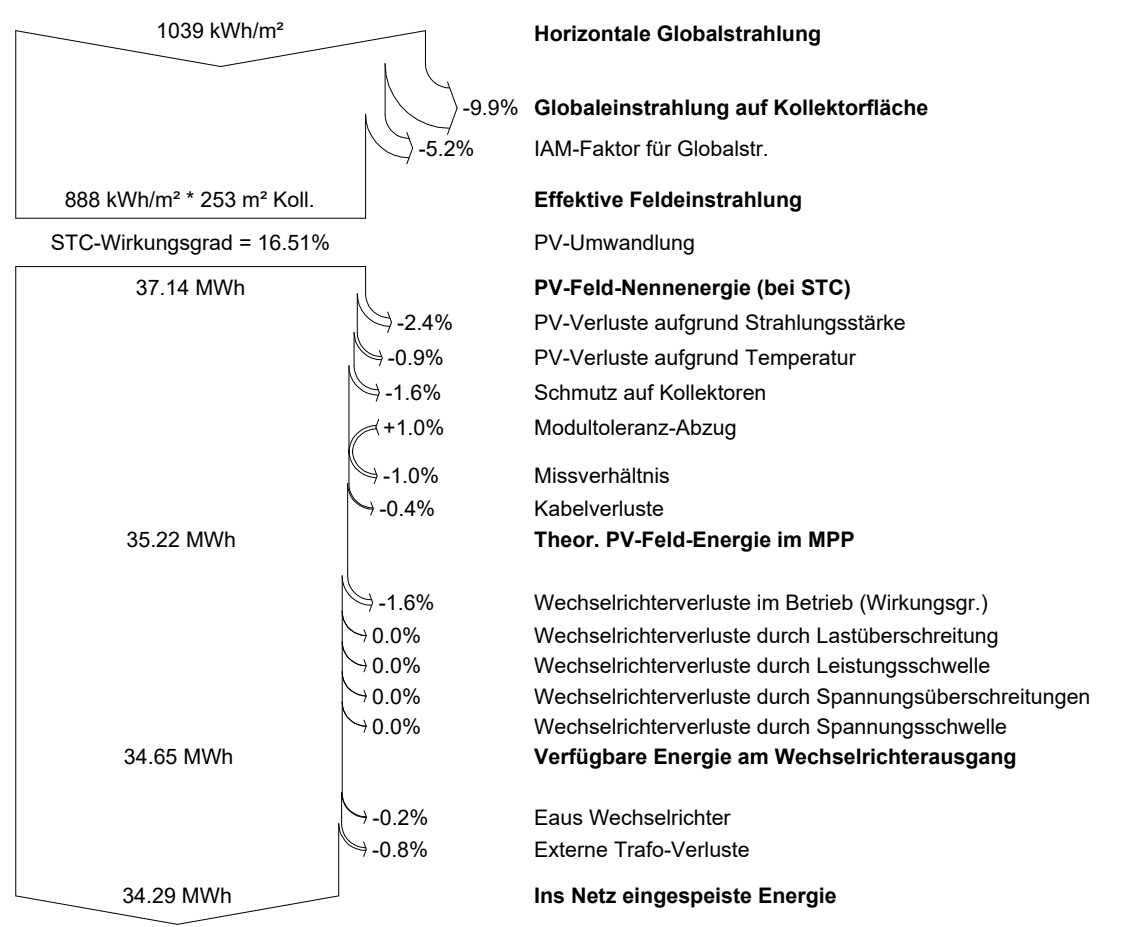 1039 kWh/m² Horizontale Globalstrahlung
-9.9% Globaleinstrahlung auf Kollektorfläche
-5.2% IAM-Faktor für Globalstr.
888 kWh/m² * 253 m² Koll. Effektive Feldeinstrahlung
STC-Wirkungsgrad = 16.51% PV-Umwandlung
37.14 MWh PV-Feld-Nennenergie (bei STC)
-2.4% PV-Verluste aufgrund Strahlungsstärke
-0.9% PV-Verluste aufgrund Temperatur
-1.6% Schmutz auf Kollektoren
+1.0% Modultoleranz-Abzug
-1.0% Missverhältnis
-0.4% Kabelverluste
35.22 MWh Theor. PV-Feld-Energie im MPP
-1.6% Wechselrichterverluste im Betrieb (Wirkungsgr.)
0.0% Wechselrichterverluste durch Lastüberschreitung
0.0% Wechselrichterverluste durch Leistungsschwelle
0.0% Wechselrichterverluste durch Spannungsüberschreitungen
0.0% Wechselrichterverluste durch Spannungsschwelle
34.65 MWh Verfügbare Energie am Wechselrichterausgang
-0.2% Eaus Wechselrichter
-0.8% Externe Trafo-Verluste
34.29 MWh Ins Netz eingespeiste Energie